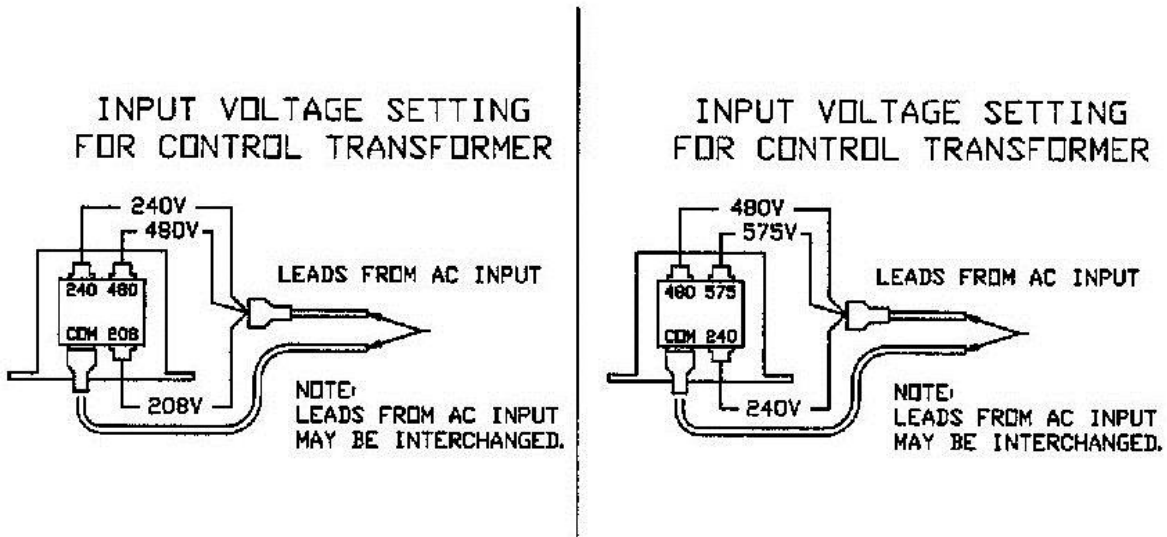 INPUT VOLTAGE SETTING
FOR CONTROL TRANSFORMER
240V
480V
240 480
COM 208
208V
LEADS FROM AC INPUT
NOTE:
LEADS FROM AC INPUT
MAY BE INTERCHANGED.
INPUT VOLTAGE SETTING
FOR CONTROL TRANSFORMER
480V
575V
480 575
COM 240
240V
LEADS FROM AC INPUT
NOTE:
LEADS FROM AC INPUT
MAY BE INTERCHANGED.